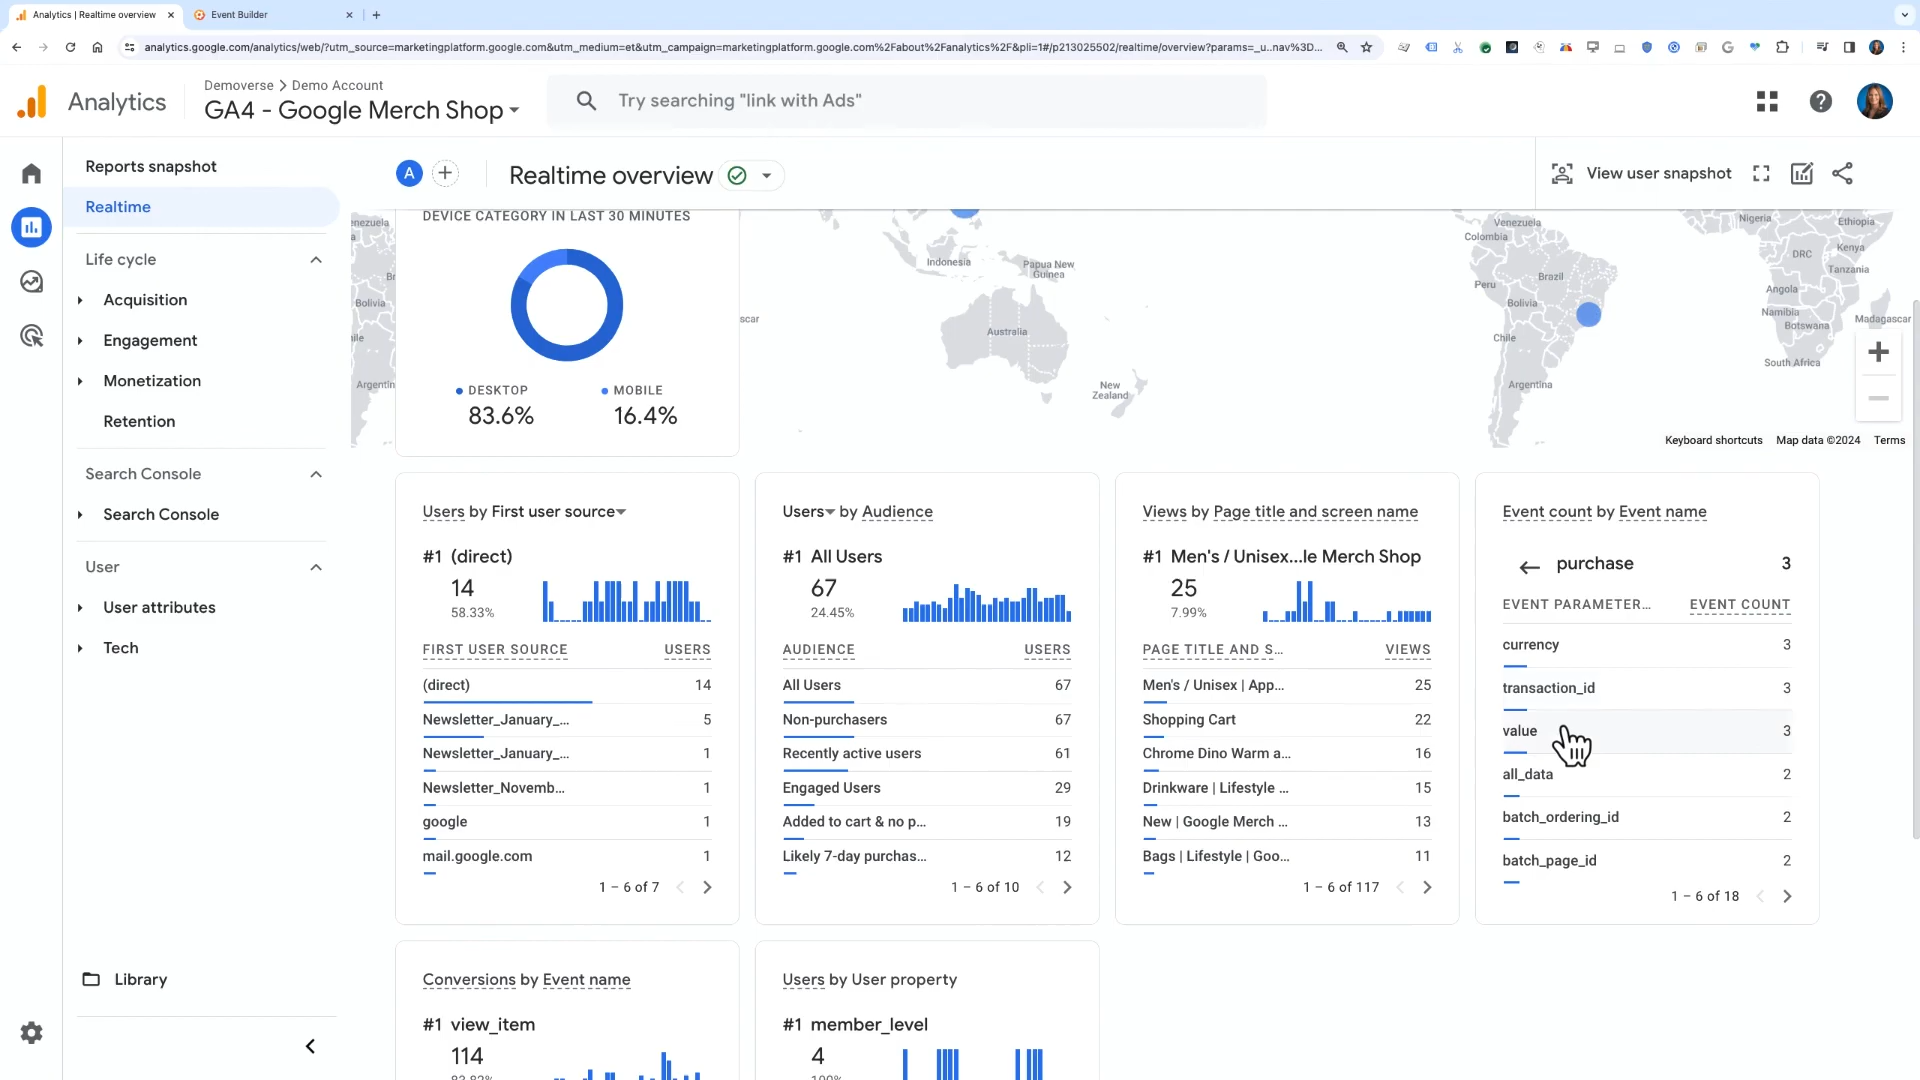 Analytics | Realtime overview
Event Builder
analytics.google.com/analytics/web/?utm_source=marketingplatform.google.com&utm_medium=et&utm_campaign=marketingplatform.google.com%2Fabout%2Fanalytics%2F&pli=1#/p213025502/realtime/overview?params=_u..nav%3D...
Analytics
Demoverse > Demo Account
GA4 - Google Merch Shop
Try searching "link with Ads"
Reports snapshot
Realtime
Life cycle
Acquisition
Engagement
Monetization
Retention
Search Console
Search Console
User
User attributes
Tech
Library
A
Realtime overview
View user snapshot
DEVICE CATEGORY IN LAST 30 MINUTES
DESKTOP
83.6%
MOBILE
16.4%
enezuela
Br
Bolivia
ile
Argentin
scar
Indonesia
Papua New
Guinea
Australia
New
Zealand
Venezuela
Colombia
Brazil
Peru
Bolivia
Chile
Argentina
Nigeria
Ethiopia
Kenya
DRC
Tanzania
Angola
Namibia
Botswana
Madagascar
South Africa
Keyboard shortcuts
Map data ©2024
Terms
Users by First user source
#1 (direct)
14
58.33%
FIRST USER SOURCE USERS
(direct) 14
Newsletter_January_... 5
Newsletter_January_... 1
Newsletter_Novemb... 1
google 1
mail.google.com 1
1 – 6 of 7
Users by Audience
#1 All Users
67
24.45%
AUDIENCE USERS
All Users 67
Non-purchasers 67
Recently active users 61
Engaged Users 29
Added to cart & no p... 19
Likely 7-day purchas... 12
1 – 6 of 10
Views by Page title and screen name
#1 Men's / Unisex...le Merch Shop
25
7.99%
PAGE TITLE AND S... VIEWS
Men's / Unisex | App... 25
Shopping Cart 22
Chrome Dino Warm a... 16
Drinkware | Lifestyle ... 15
New | Google Merch ... 13
Bags | Lifestyle | Goo... 11
1 – 6 of 117
Event count by Event name
purchase 3
EVENT PARAMETER... EVENT COUNT
currency 3
transaction_id 3
value 3
all_data 2
batch_ordering_id 2
batch_page_id 2
1 – 6 of 18
Conversions by Event name
#1 view_item
114
83.82%
Users by User property
#1 member_level
4
100%